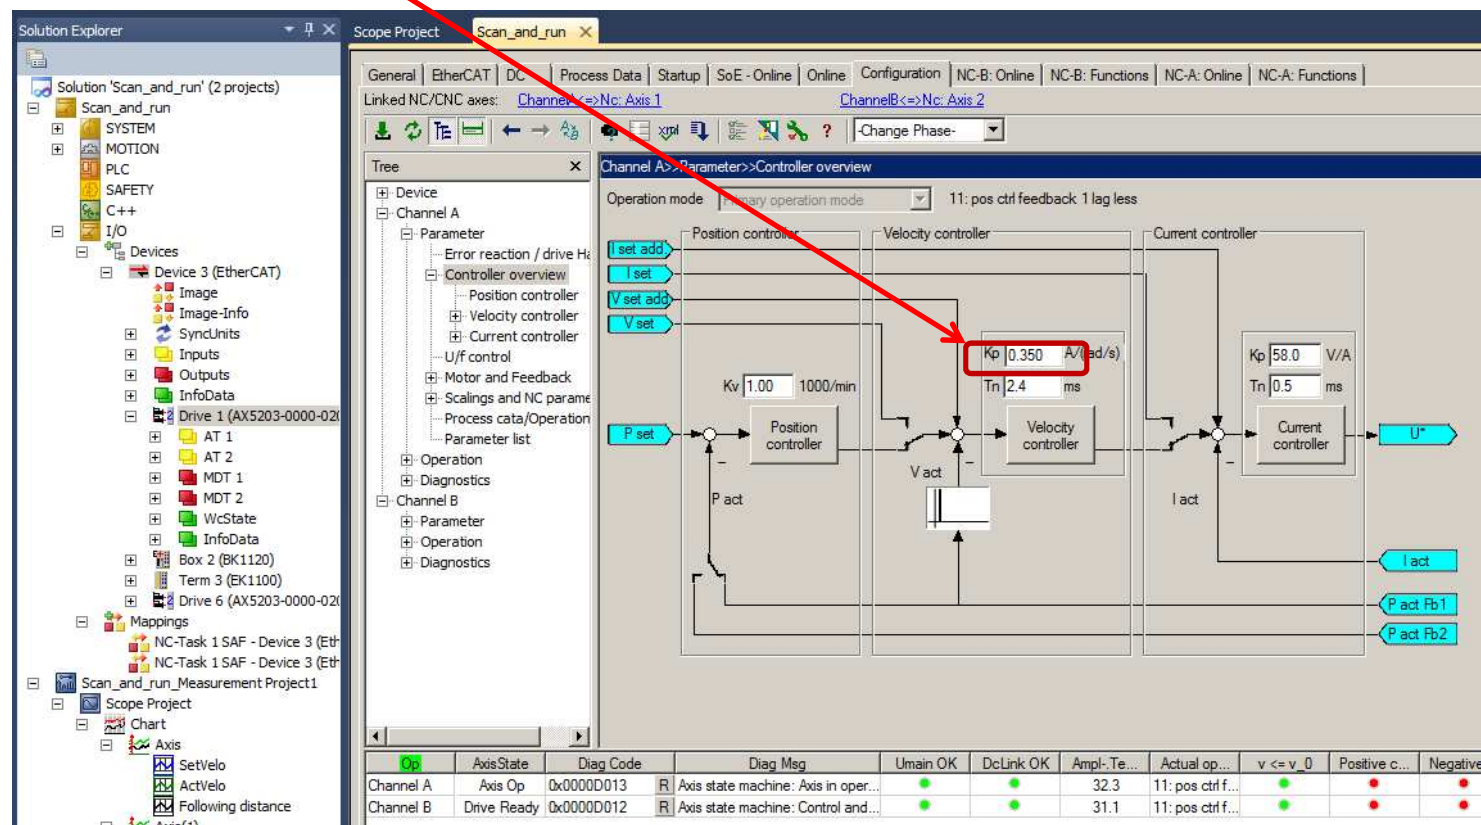 Solution Explorer
Scope Project
Scan_and_run
Solution 'Scan_and_run' (2 projects)
Scan_and_run
SYSTEM
MOTION
PLC
SAFETY
C++
I/O
Devices
Device 3 (EtherCAT)
Image
Image-Info
SyncUnits
Inputs
Outputs
InfoData
Drive 1 (AX5203-0000-02
AT 1
AT 2
MDT 1
MDT 2
WcState
InfoData
Box 2 (BK1120)
Term 3 (EK1100)
Drive 6 (AX5203-0000-02
Mappings
NC-Task 1 SAF - Device 3 (Eth
NC-Task 1 SAF - Device 3 (Eth
Scan_and_run_Measurement Project1
Scope Project
Chart
Axis
SetVelo
ActVelo
Following distance
Axis(1)
General EtherCAT DC Process Data Startup SoE - Online Online Configuration NC-B: Online NC-B: Functions NC-A: Online NC-A: Functions
Linked NC/CNC axes: ChannelA<=>Nc: Axis 1 ChannelB<=>Nc: Axis 2
-Change Phase-
Tree
Device
Channel A
Parameter
Error reaction / drive Ha
Controller overview
Position controller
Velocity controller
Current controller
U/f control
Motor and Feedback
Scalings and NC parame
Process cata/Operation
Parameter list
Operation
Diagnostics
Channel B
Parameter
Operation
Diagnostics
Channel A>>Parameter>>Controller overview
Operation mode Primary operation mode 11: pos ctrl feedback 1 lag less
Position controller Velocity controller Current controller
I set add
I set
V set add
V set
Kp 0.350 A/(rad/s)
Tn 2.4 ms
Kp 58.0 V/A
Tn 0.5 ms
Kv 1.00 1000/min
P set
Position controller
Velocity controller
Current controller
U*
V act
P act
I act
I act
P act Fb1
P act Fb2
Op AxisState Diag Code Diag Msg Umain OK DcLink OK Ampl-.Te... Actual op... v <= v_0 Positive c... Negative
Channel A Axis Op 0x0000D013 R Axis state machine: Axis in oper... 32.3 11: pos ctrl f...
Channel B Drive Ready 0x0000D012 R Axis state machine: Control and... 31.1 11: pos ctrl f...